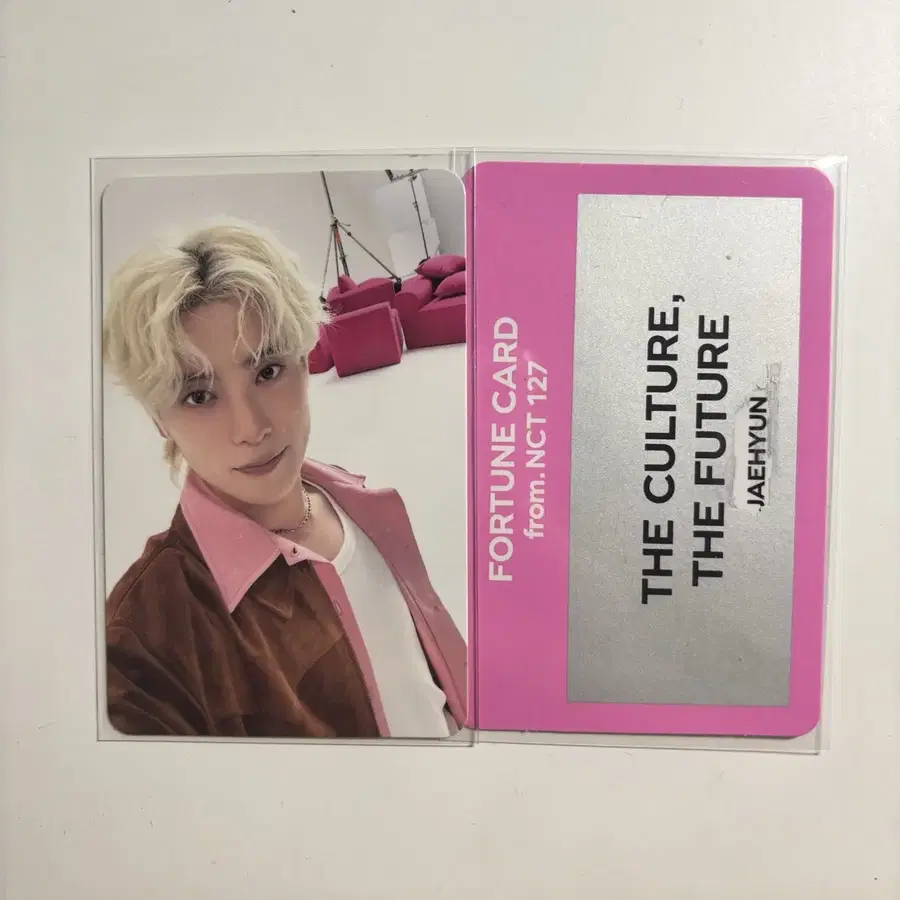 FORTUNE CARD
from.NCT 127
THE CULTURE,
THE FUTURE
JAEHYUN